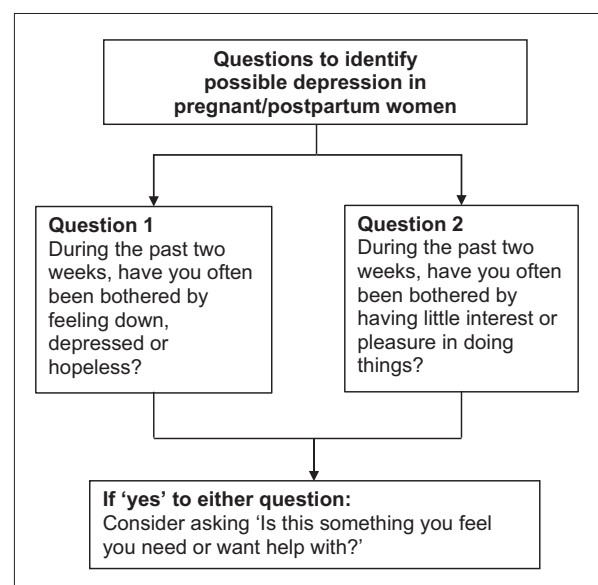 Questions to identify
possible depression in
pregnant/postpartum women
Question 1
During the past two
weeks, have you often
been bothered by
feeling down,
depressed or
hopeless?
Question 2
During the past two
weeks, have you often
been bothered by
having little interest or
pleasure in doing
things?
If ‘yes’ to either question:
Consider asking ‘Is this something you feel
you need or want help with?’